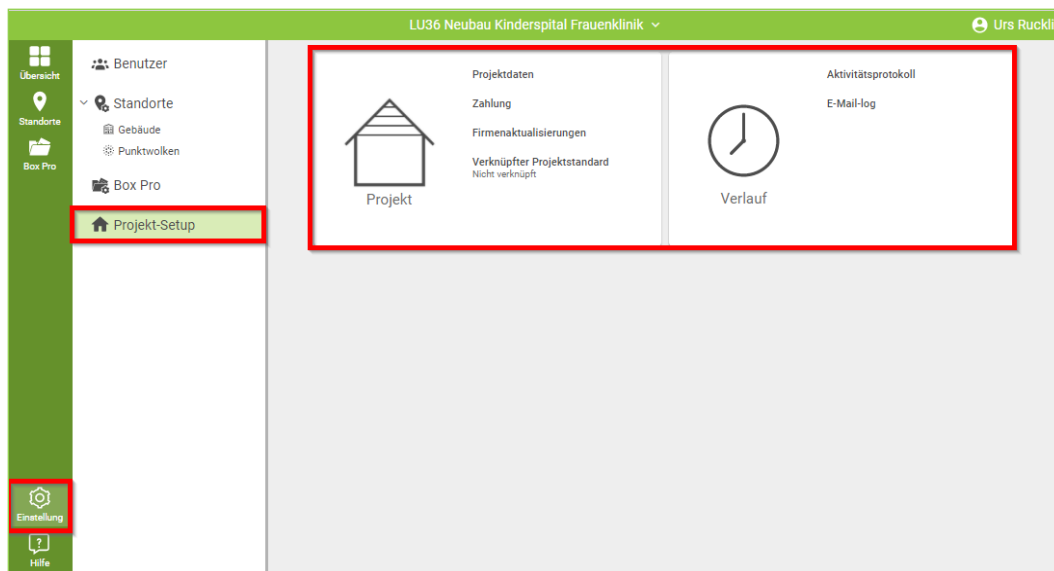 LU36 Neubau Kinderspital Frauenklinik
Urs Ruckli
Übersicht
Standorte
Box Pro
Einstellung
Hilfe
Benutzer
Standorte
Gebäude
Punktwolken
Box Pro
Projekt-Setup
Projekt
Projektdaten
Zahlung
Firmenaktualisierungen
Verknüpfter Projektstandard
Nicht verknüpft
Verlauf
Aktivitätsprotokoll
E-Mail-log